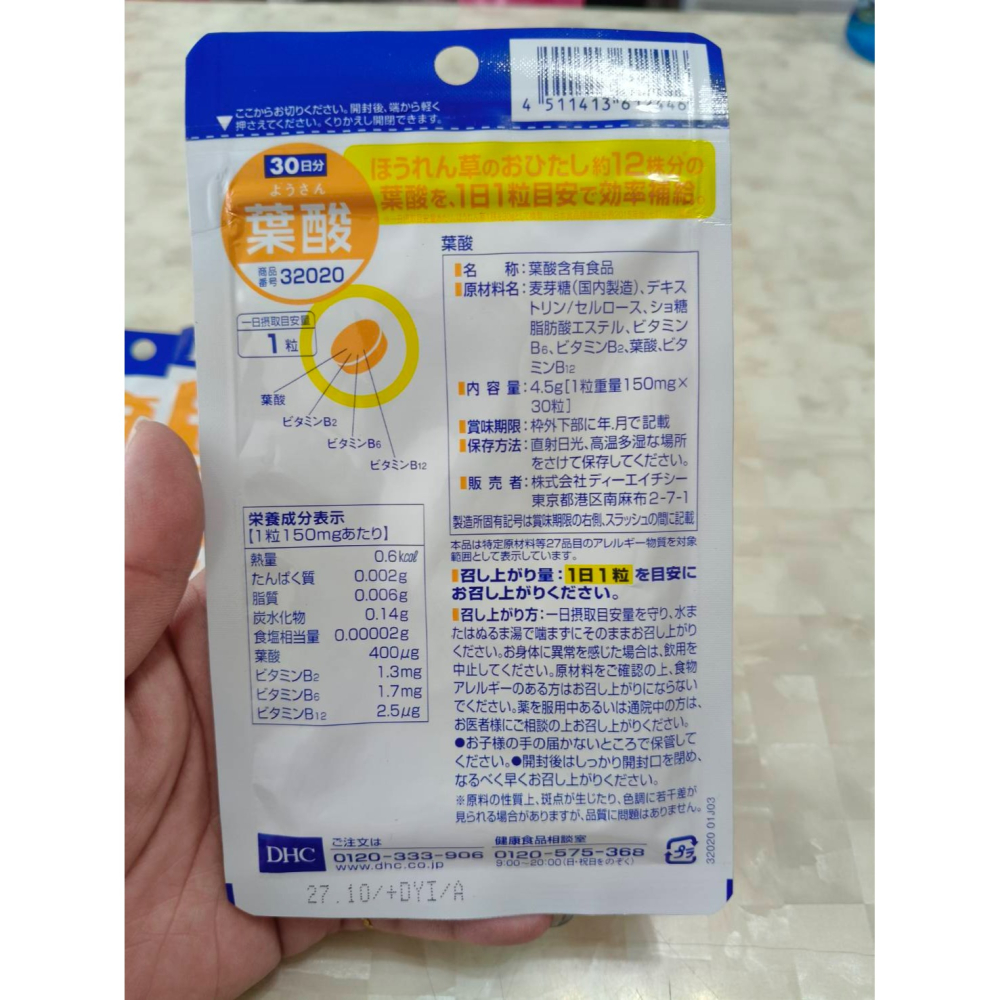 ここからお切りください。開封後、端から軽く
押さえてください。くりかえし開閉できます。
4 511413 61
30日分
ようさん
葉酸
商品番号 32020
ほうれん草のおひたし約12株分の
葉酸を、1日1粒目安で効率補給。
一日摂取目安量
1粒
葉酸
ビタミンB2
ビタミンB6
ビタミンB12
葉酸
名 称：葉酸含有食品
原材料名：麦芽糖（国内製造）、デキス
トリン/セルロース、ショ糖
脂肪酸エステル、ビタミン
B6、ビタミンB2、葉酸、ビタ
ミンB12
内容量：4.5g[1粒重量150mg×
30粒]
賞味期限：枠外下部に年.月で記載
保存方法：直射日光、高温多湿な場所
をさけて保存してください。
販売者：株式会社ディーエイチシー
東京都港区南麻布2-7-1
製造所固有記号は賞味期限の右側、スラッシュの間に記載
本品は特定原材料等27品目のアレルギー物質を対象
範囲として表示しています。
召し上がり量：1日1粒を目安に
お召し上がりください。
召し上がり方：一日摂取目安量を守り、水ま
たはぬるま湯で噛まずにそのままお召し上がり
ください。お身体に異常を感じた場合は、飲用を
中止してください。原材料をご確認の上、食物
アレルギーのある方はお召し上がりにならない
でください。薬を服用中あるいは通院中の方は、
お医者様にご相談の上お召し上がりください。
●お子様の手の届かないところで保管して
ください。●開封後はしっかり開封口を閉め、
なるべく早くお召し上がりください。
※原料の性質上、斑点が生じたり、色調に若干差が
見られる場合がありますが、品質に問題はありません。
栄養成分表示
[1粒150mgあたり]
熱量 0.6kcal
たんぱく質 0.002g
脂質 0.006g
炭水化物 0.14g
食塩相当量 0.00002g
葉酸 400μg
ビタミンB2 1.3mg
ビタミンB6 1.7mg
ビタミンB12 2.5μg
DHC
ご注文は
0120-333-906
www.dhc.co.jp
健康食品相談室
0120-575-368
9:00～20:00（日・祝日をのぞく）
プラ
32020 01J03
27.10/+DYI/A